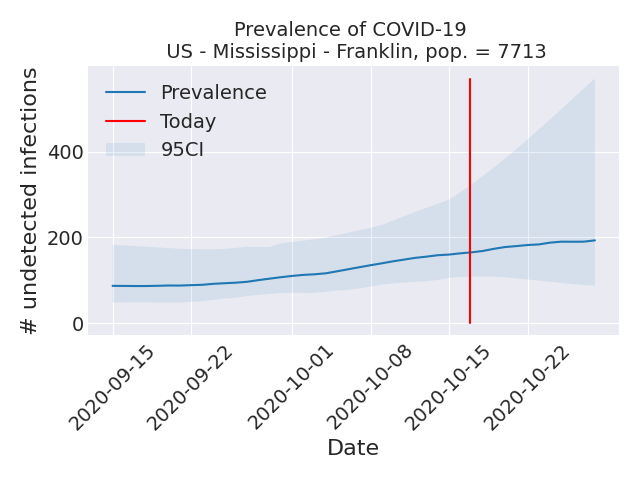 Prevalence of COVID-19
US - Mississippi - Franklin, pop. = 7713
# undetected infections
400
200
0
Prevalence
Today
95CI
2020-09-15
2020-09-22
2020-10-01
2020-10-08
2020-10-15
2020-10-22
Date